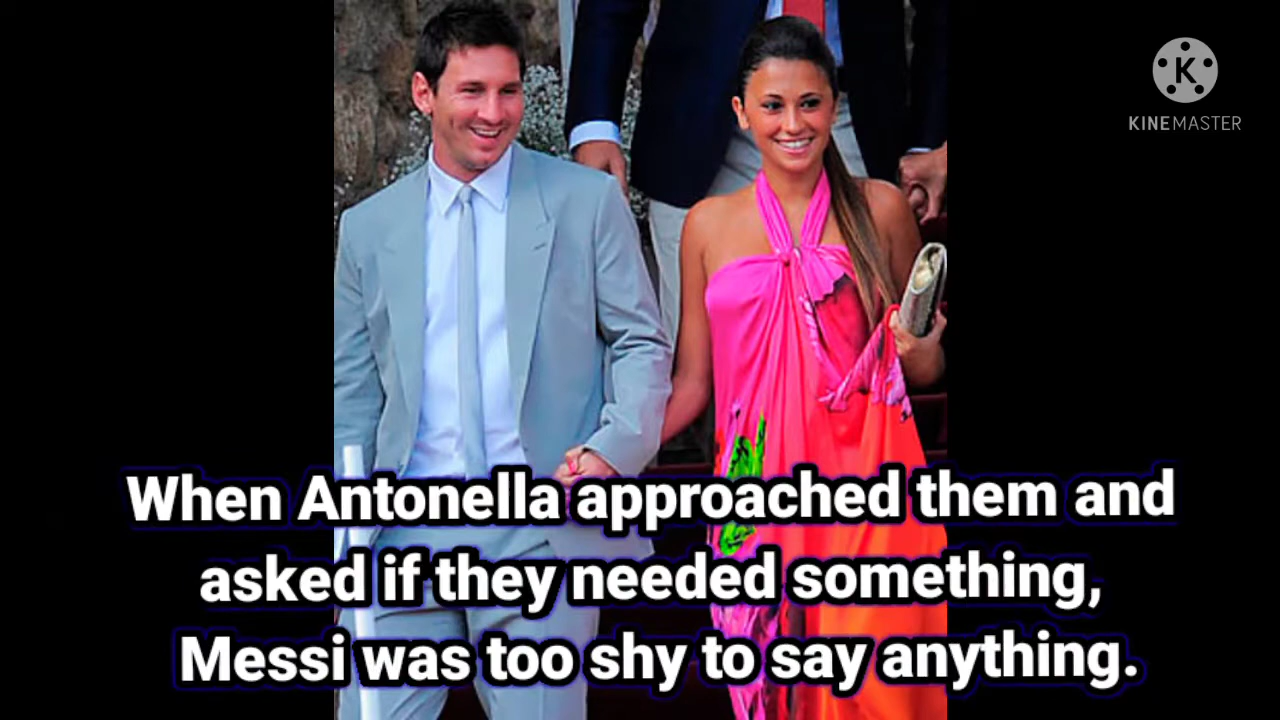 K
KINEMASTER
When Antonella approached them and
asked if they needed something,
Messi was too shy to say anything.